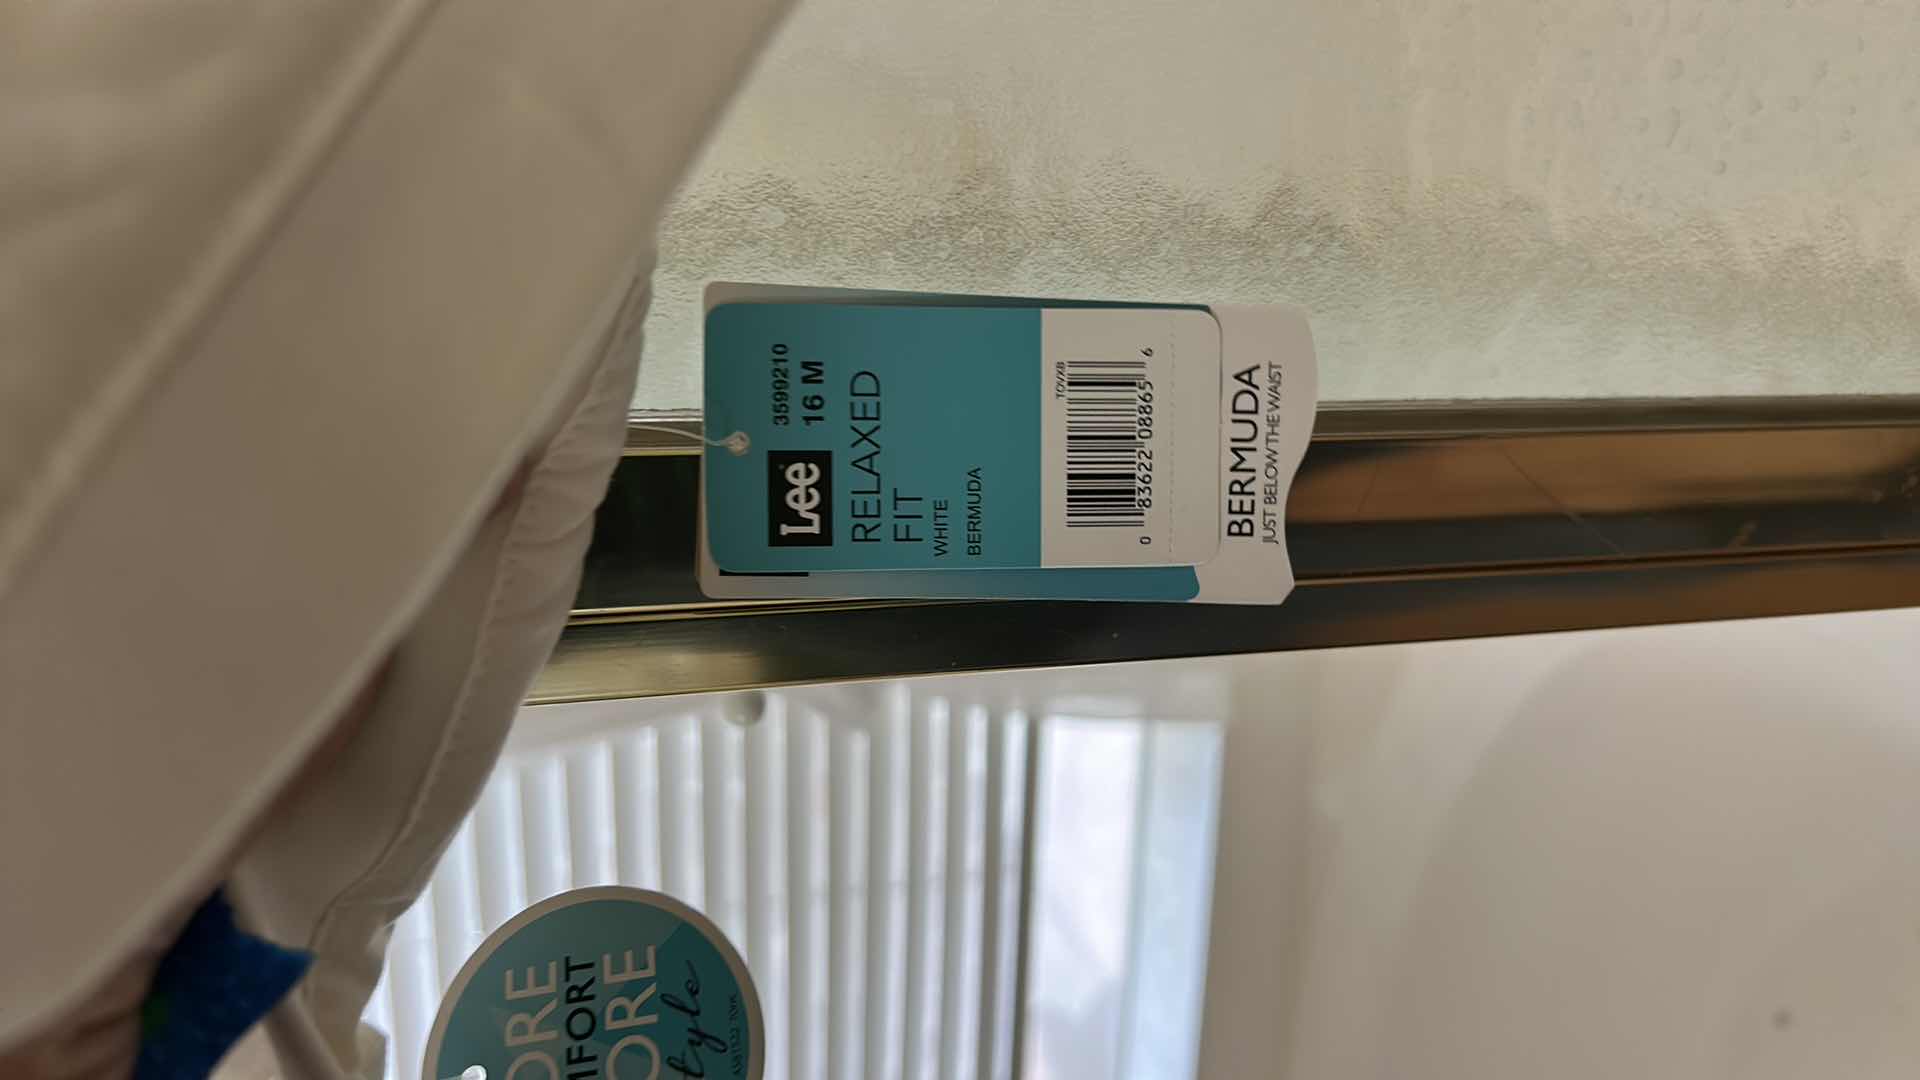 3599210
16 M
Lee
RELAXED
FIT
WHITE
BERMUDA
TOVXB
0 83622 08865 6
BERMUDA
JUST BELOW THE WAIST
ORE
MFORT
ORE
tyle